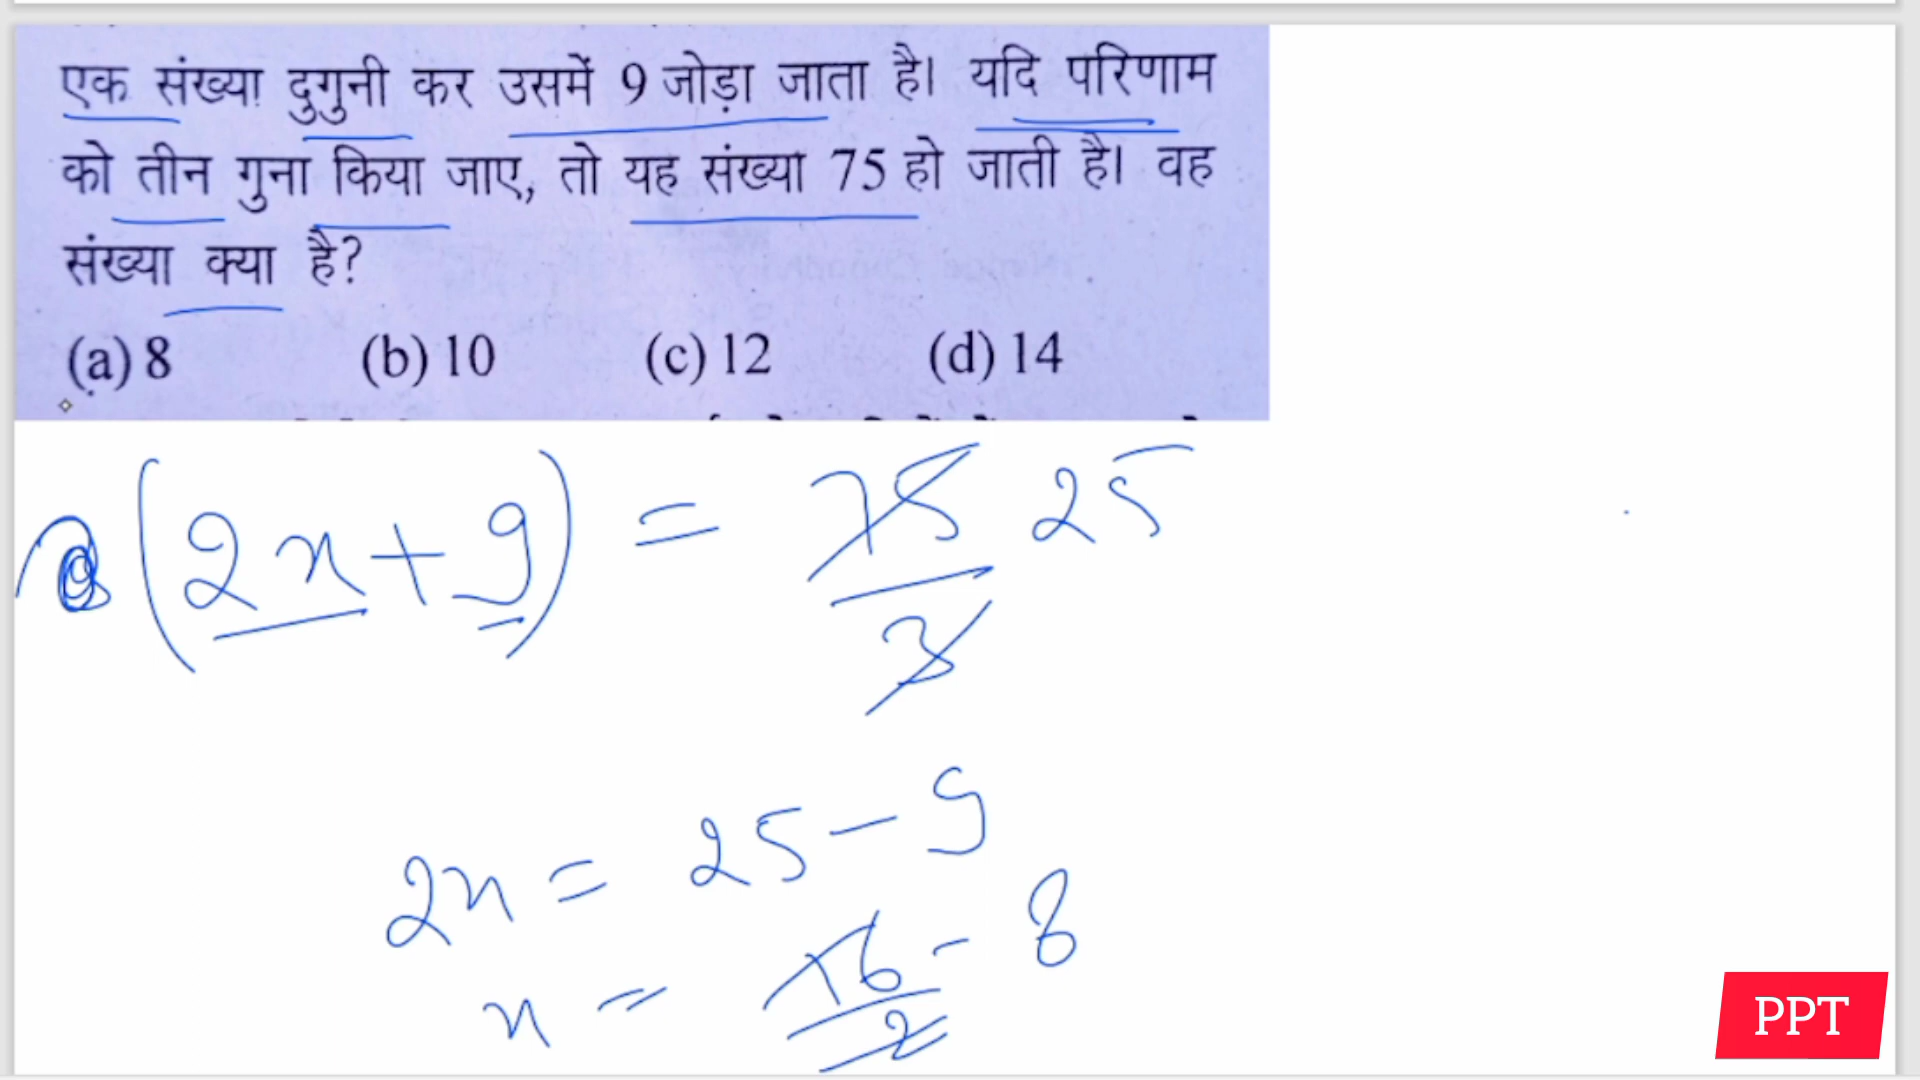 एक संख्या दुगुनी कर उसमें 9 जोड़ा जाता है। यदि परिणाम
को तीन गुना किया जाए, तो यह संख्या 75 हो जाती है। वह
संख्या क्या है?
(a) 8 (b) 10 (c) 12 (d) 14
(2x+9) = 75/3 25
2x = 25-9
x = 16/2 - 8
PPT